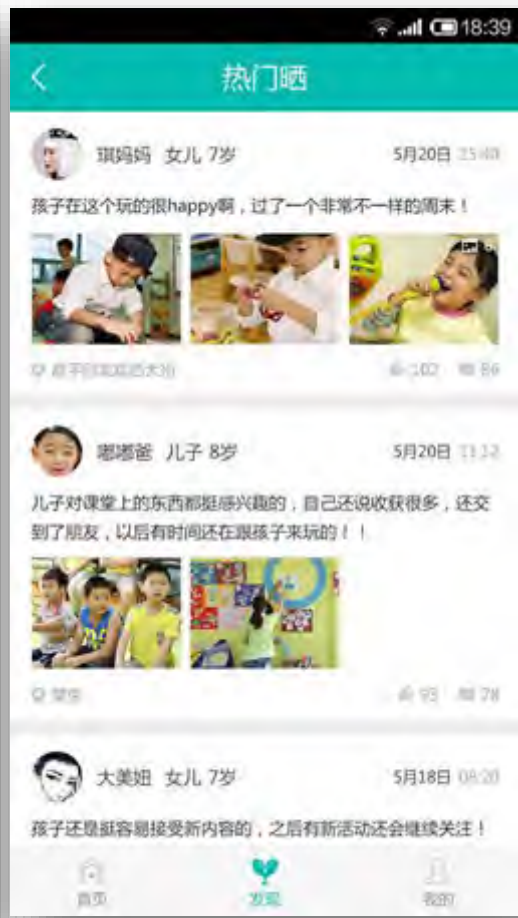 18:39
热门晒
琪妈妈 女儿 7岁 5月20日
孩子在这个玩的很happy啊，过了一个非常不一样的周末！
102 86
嘟嘟爸 儿子 8岁 5月20日 11:12
儿子对课堂上的东西都挺感兴趣的，自己还说收获很多，还交
到了朋友，以后有时间还在跟孩子来玩的！！
93 78
大美妞 女儿 7岁 5月18日 08:20
孩子还是挺容易接受新内容的，之后有新活动还会继续关注！
首页 发现 我的